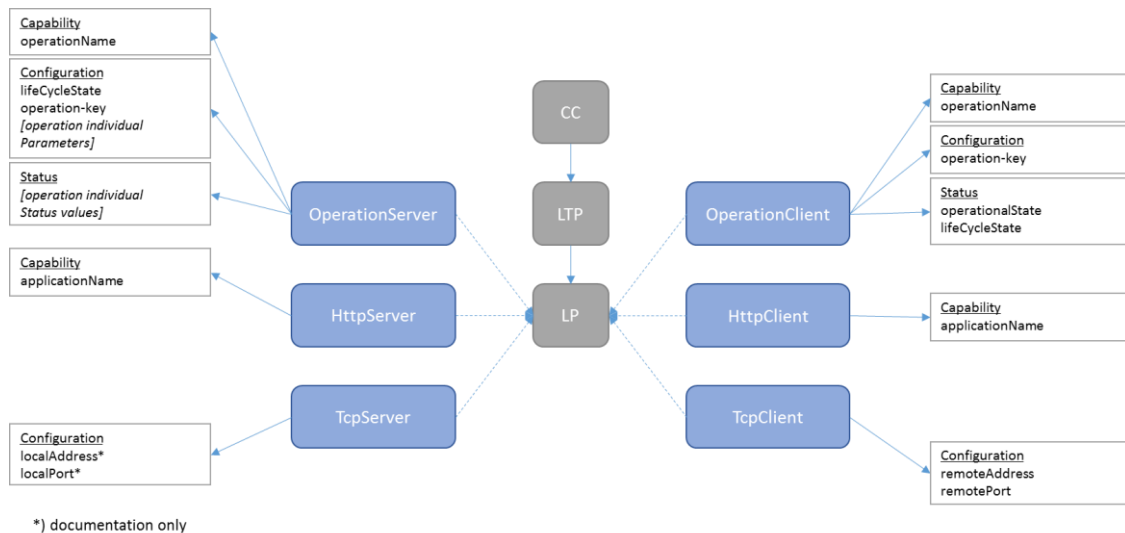 Capability
operationName
Configuration
lifeCycleState
operation-key
[operation individual
Parameters]
Status
[operation individual
Status values]
Capability
applicationName
Configuration
localAddress*
localPort*
*) documentation only
OperationServer
HttpServer
TcpServer
CC
LTP
LP
OperationClient
HttpClient
TcpClient
Capability
operationName
Configuration
operation-key
Status
operationalState
lifeCycleState
Capability
applicationName
Configuration
remoteAddress
remotePort